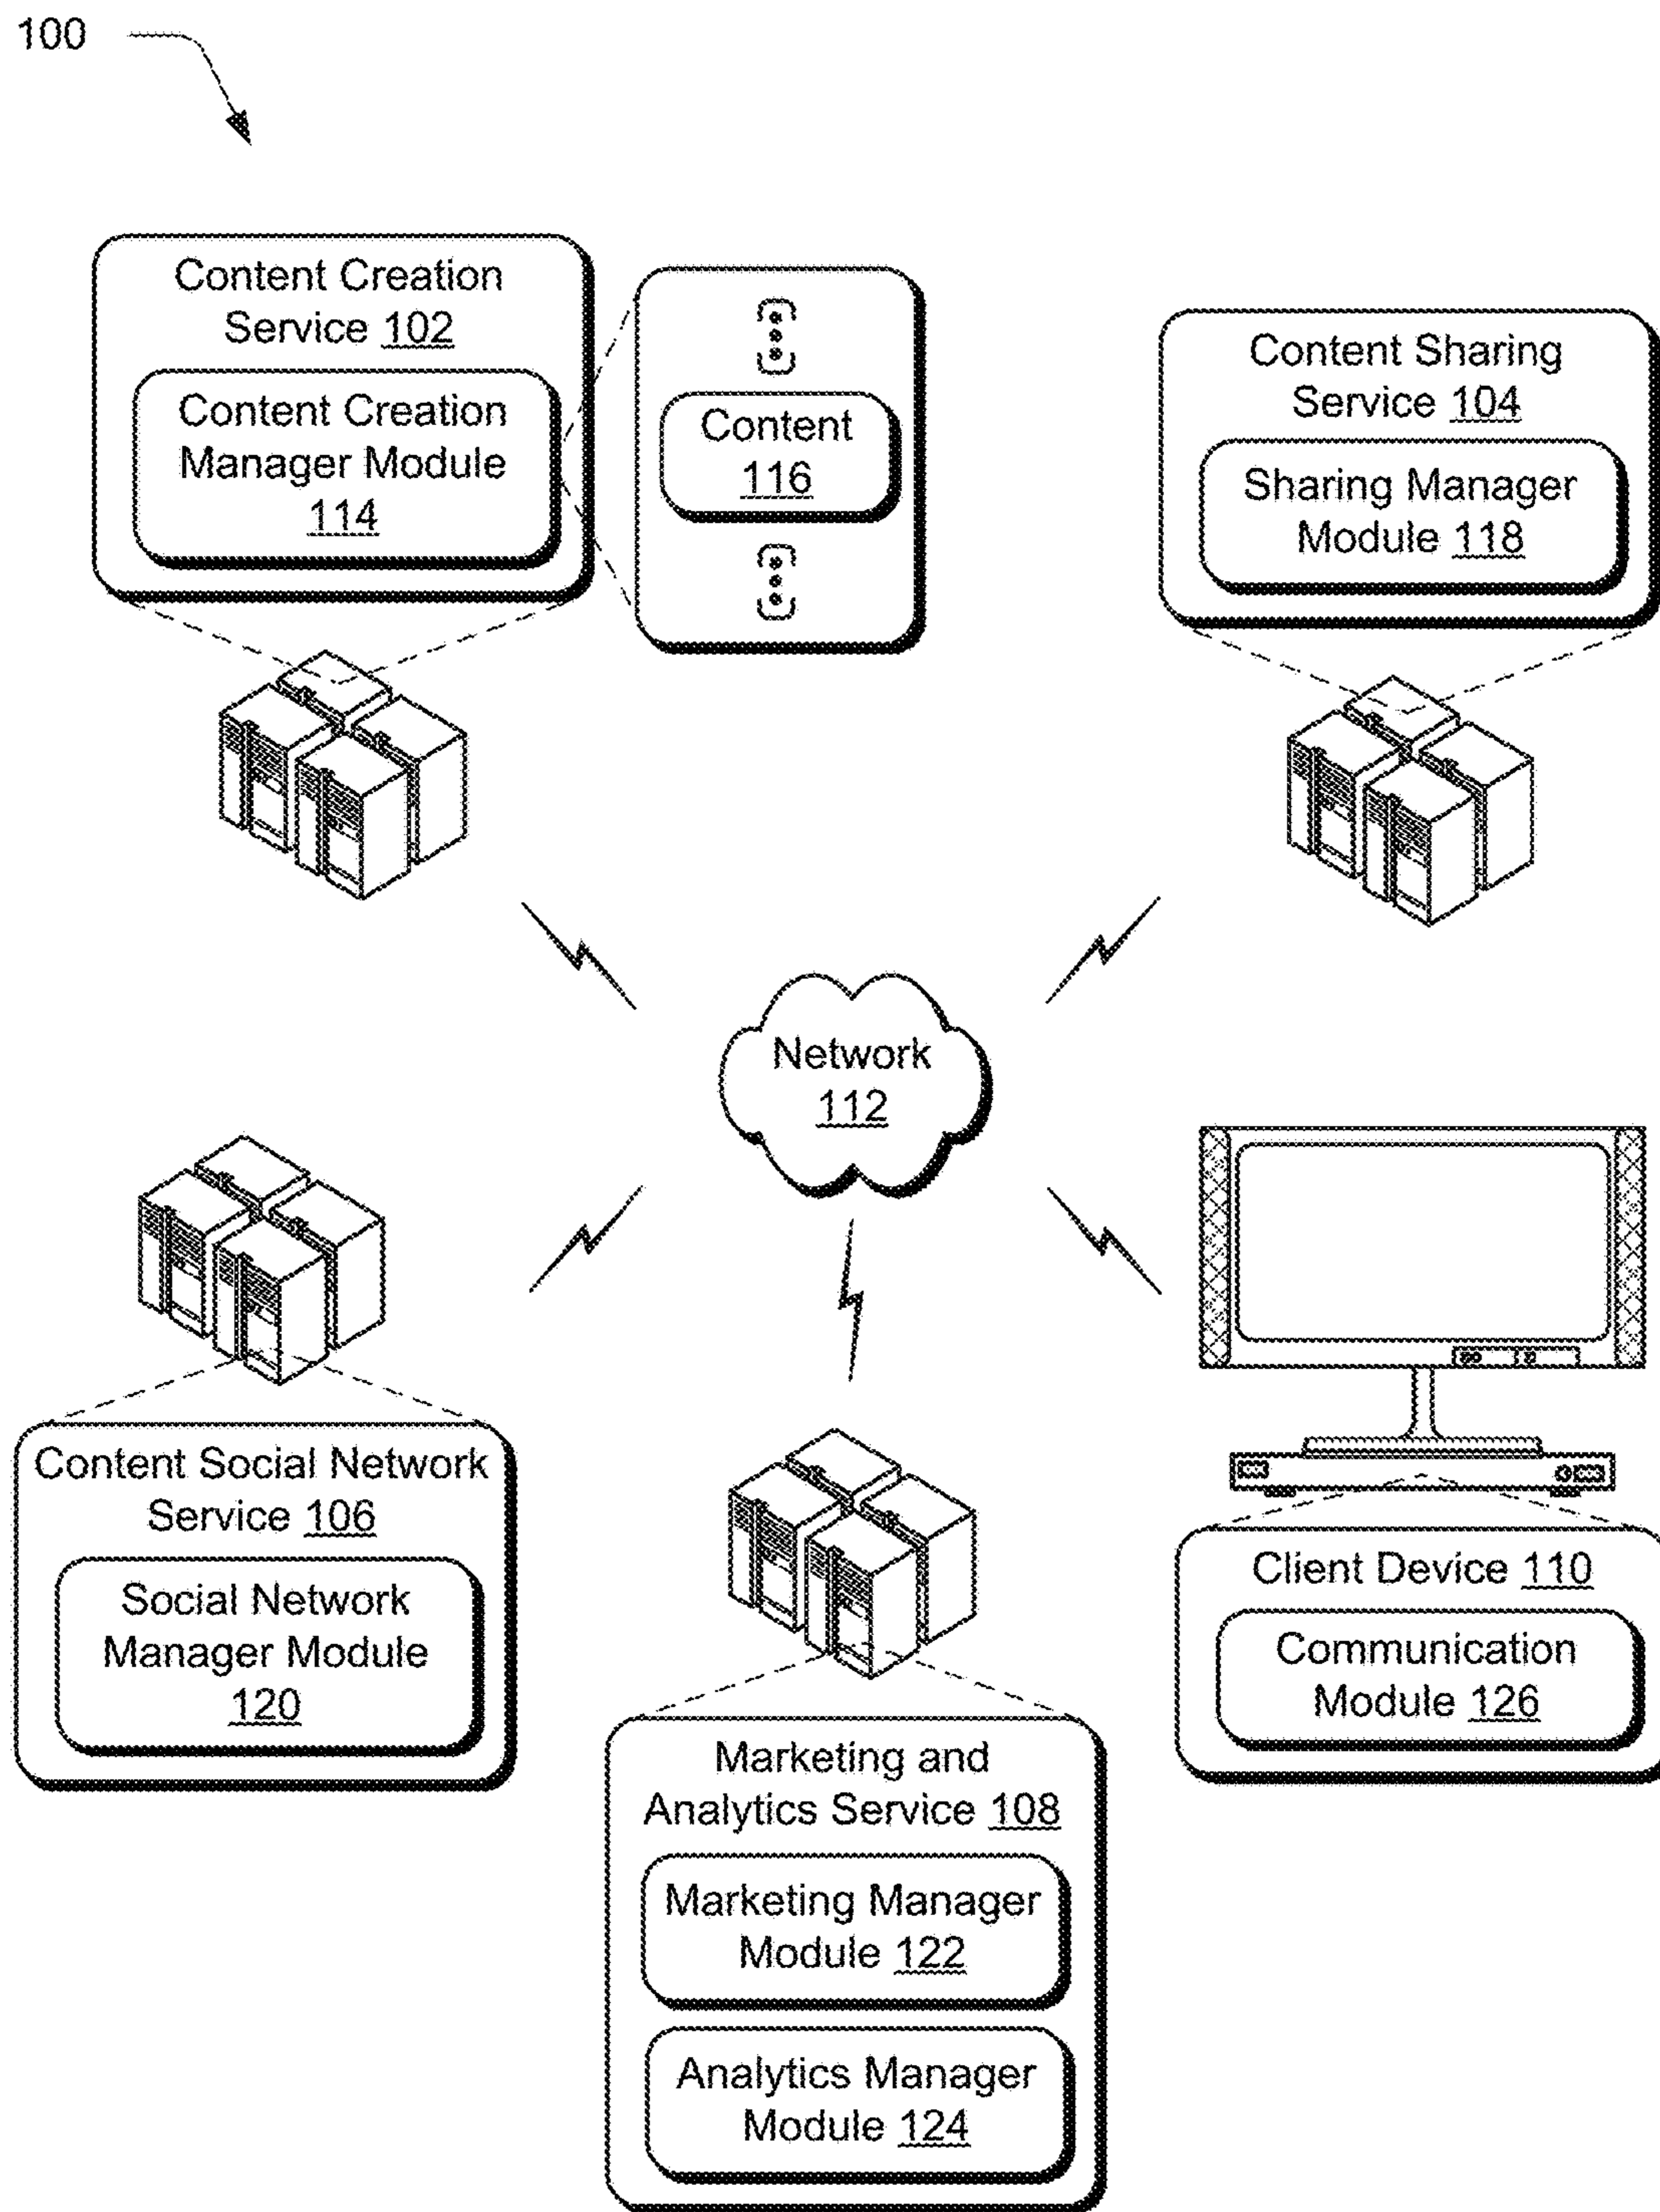 100
Content Creation
Service 102
Content Creation
Manager Module
114
Content
116
Content Sharing
Service 104
Sharing Manager
Module 118
Network
112
Content Social Network
Service 106
Social Network
Manager Module
120
Marketing and
Analytics Service 108
Marketing Manager
Module 122
Analytics Manager
Module 124
Client Device 110
Communication
Module 126